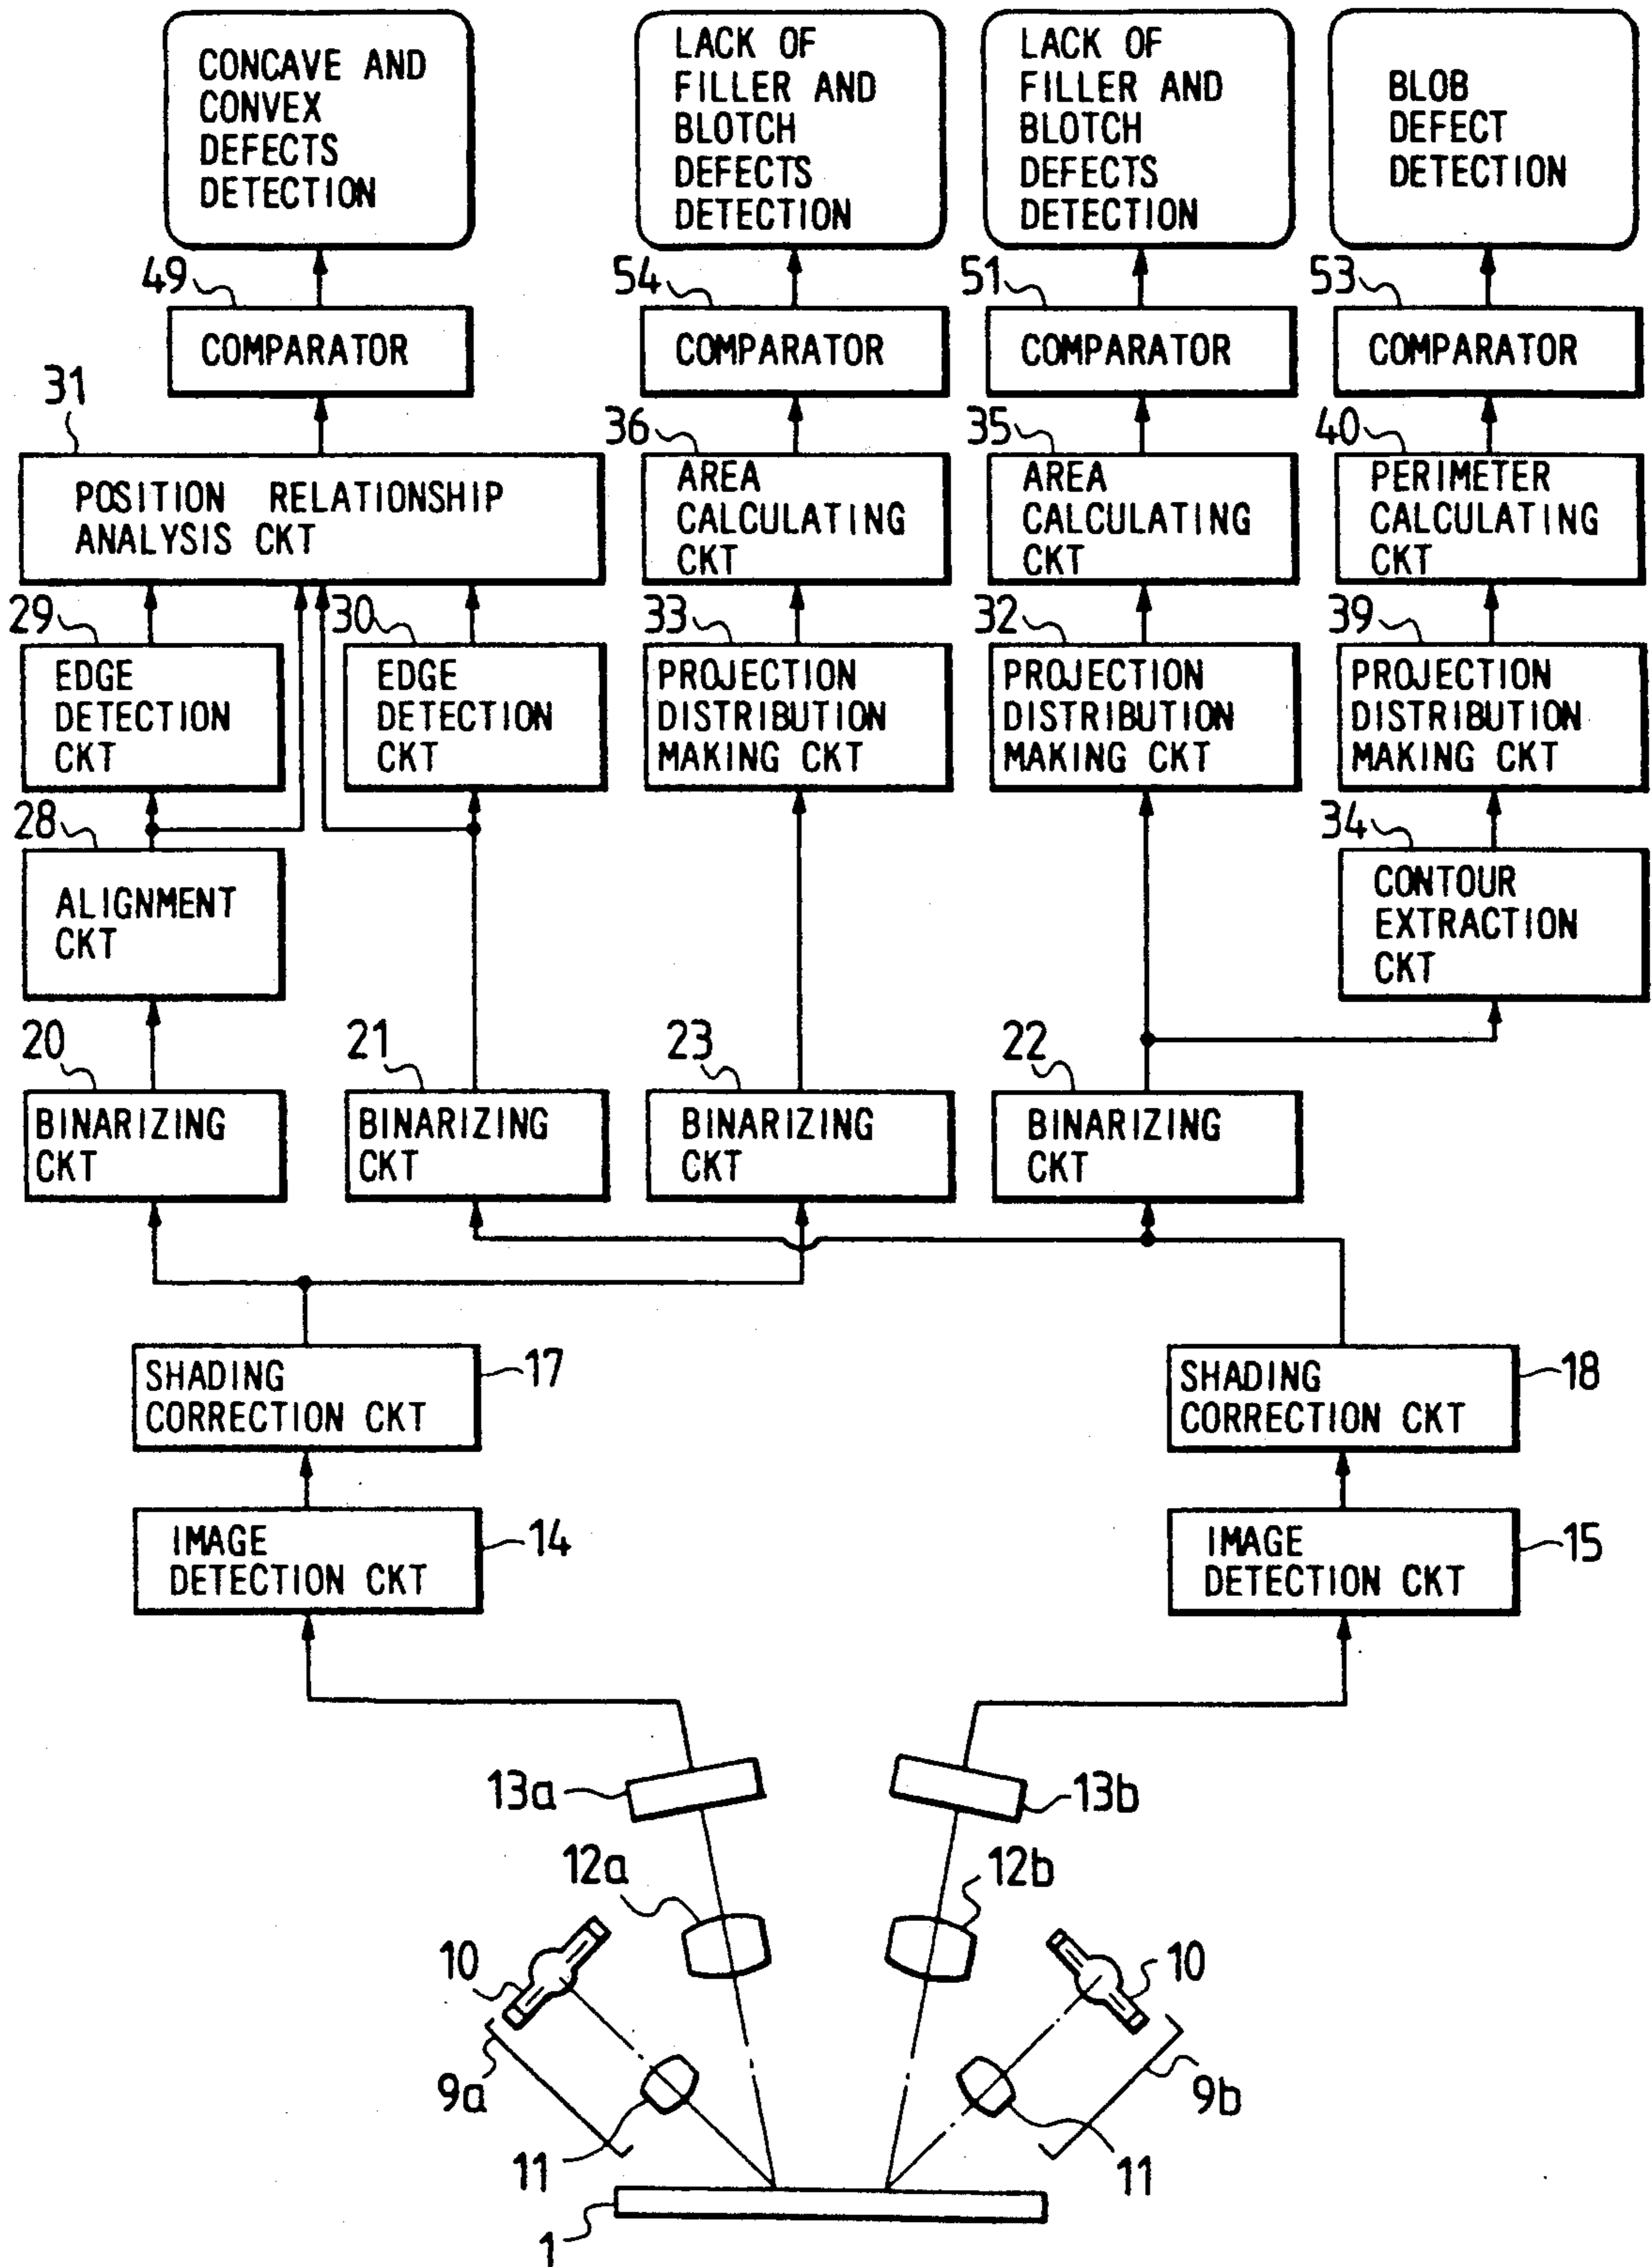 CONCAVE AND
CONVEX
DEFECTS
DETECTION
LACK OF
FILLER AND
BLOTCH
DEFECTS
DETECTION
LACK OF
FILLER AND
BLOTCH
DEFECTS
DETECTION
BLOB
DEFECT
DETECTION
49
54
51
53
COMPARATOR
COMPARATOR
COMPARATOR
COMPARATOR
31
36
35
40
POSITION RELATIONSHIP
ANALYSIS CKT
AREA
CALCULATING
CKT
AREA
CALCULATING
CKT
PERIMETER
CALCULATING
CKT
29
30
33
32
39
EDGE
DETECTION
CKT
EDGE
DETECTION
CKT
PROJECTION
DISTRIBUTION
MAKING CKT
PROJECTION
DISTRIBUTION
MAKING CKT
PROJECTION
DISTRIBUTION
MAKING CKT
28
34
ALIGNMENT
CKT
CONTOUR
EXTRACTION
CKT
20
21
23
22
BINARIZING
CKT
BINARIZING
CKT
BINARIZING
CKT
BINARIZING
CKT
SHADING
CORRECTION CKT
17
SHADING
CORRECTION CKT
18
IMAGE
DETECTION CKT
14
IMAGE
DETECTION CKT
15
13a
13b
12a
12b
10
10
9a
9b
11
11
1